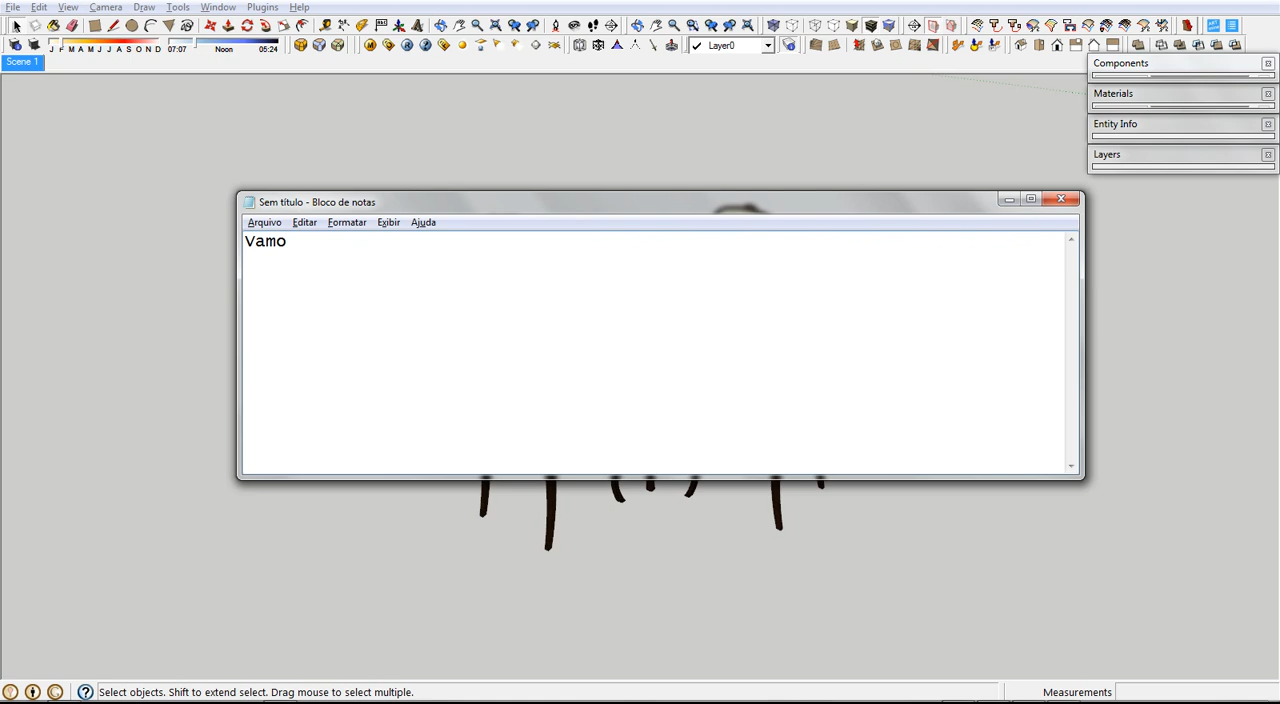 File Edit View Camera Draw Tools Window Plugins Help
J F M A M J J A S O N D 07:07 Noon 05:24
Layer0
Scene 1
Components
Materials
Entity Info
Layers
Sem título - Bloco de notas
Arquivo Editar Formatar Exibir Ajuda
Vamo
Select objects. Shift to extend select. Drag mouse to select multiple.
Measurements